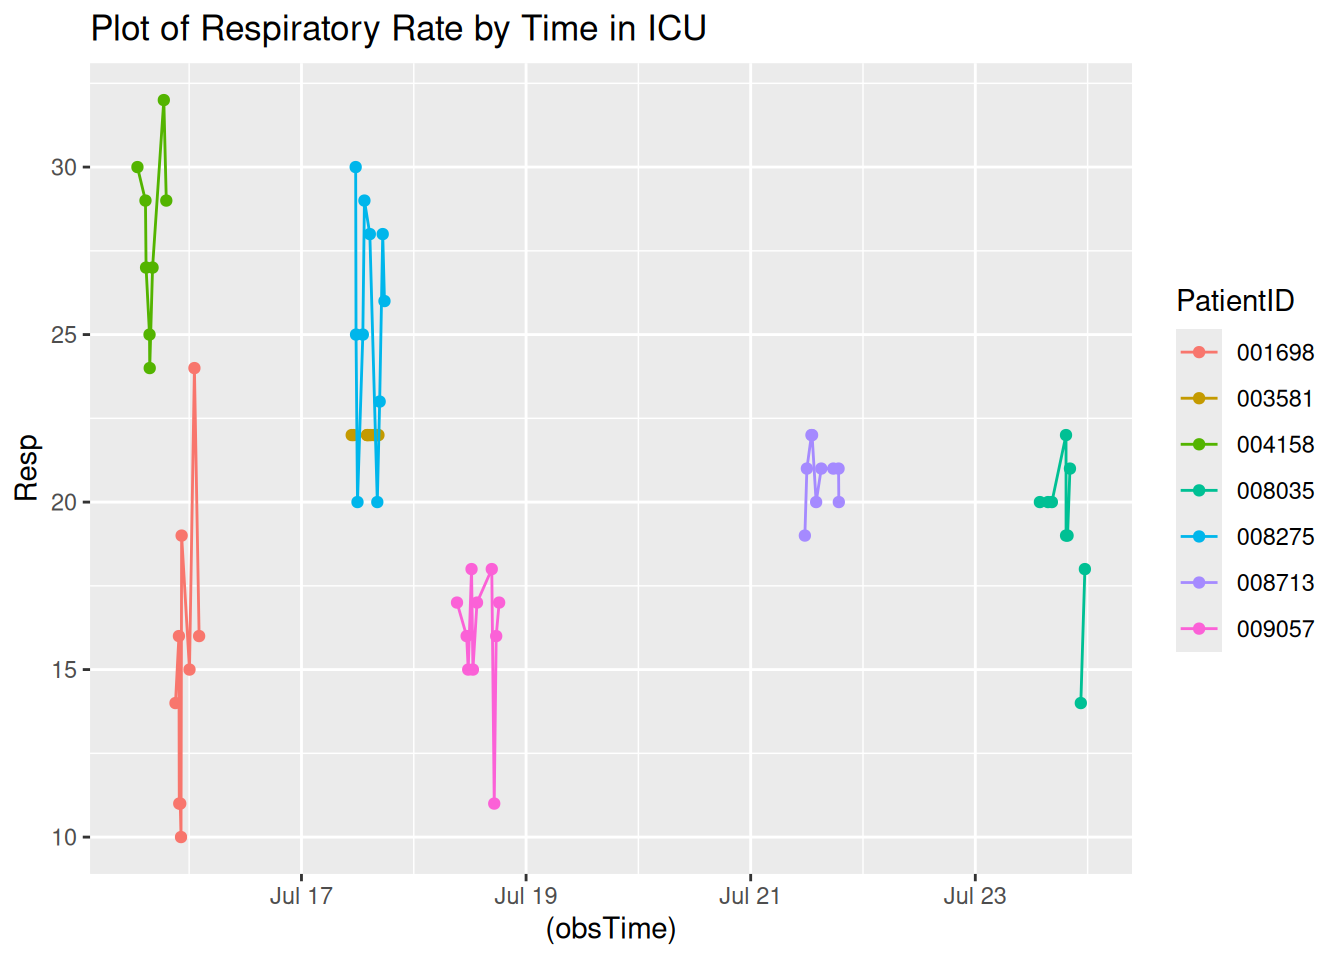 Plot of Respiratory Rate by Time in ICU
Resp
30
25
20
15
10
Jul 17
Jul 19
Jul 21
Jul 23
(obsTime)
PatientID
001698
003581
004158
008035
008275
008713
009057